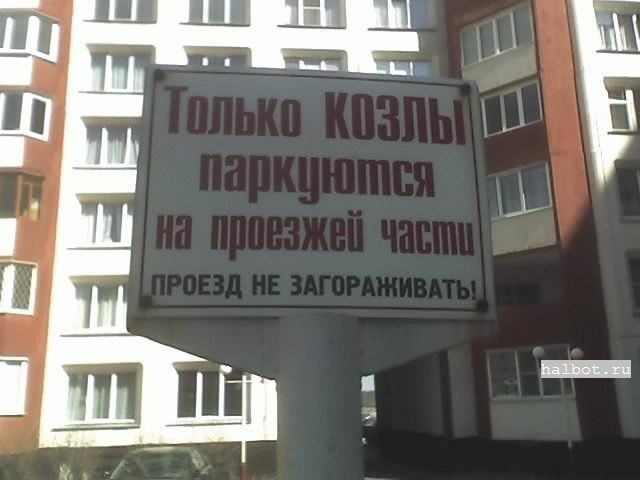 Только КОЗЛЫ
паркуются
на проезжей части
ПРОЕЗД НЕ ЗАГОРАЖИВАТЬ!
halbot.ru